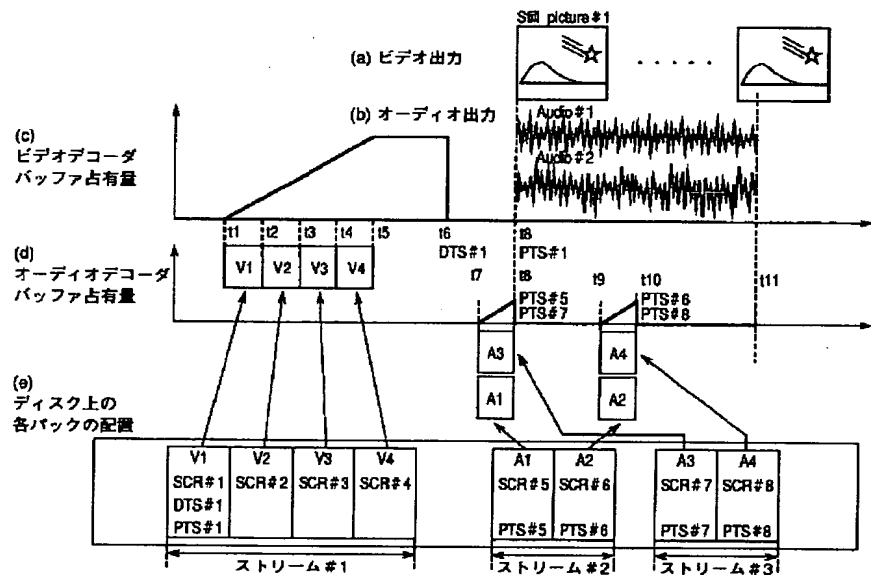 S画 picture#1
(a) ビデオ出力
(b) オーディオ出力
Audio#1
Audio#2
(c)
ビデオデコーダ
バッファ占有量
t1 t2 t3 t4 t5 t6 t8
DTS#1 PTS#1
(d)
オーディオデコーダ
バッファ占有量
V1 V2 V3 V4
t7 t8 t9 t10 t11
PTS#5 PTS#6
PTS#7 PTS#8
A3 A4
A1 A2
(e)
ディスク上の
各パックの配置
V1 V2 V3 V4 A1 A2 A3 A4
SCR#1 SCR#2 SCR#3 SCR#4 SCR#5 SCR#6 SCR#7 SCR#8
DTS#1
PTS#1 PTS#5 PTS#6 PTS#7 PTS#8
ストリーム#1 ストリーム#2 ストリーム#3